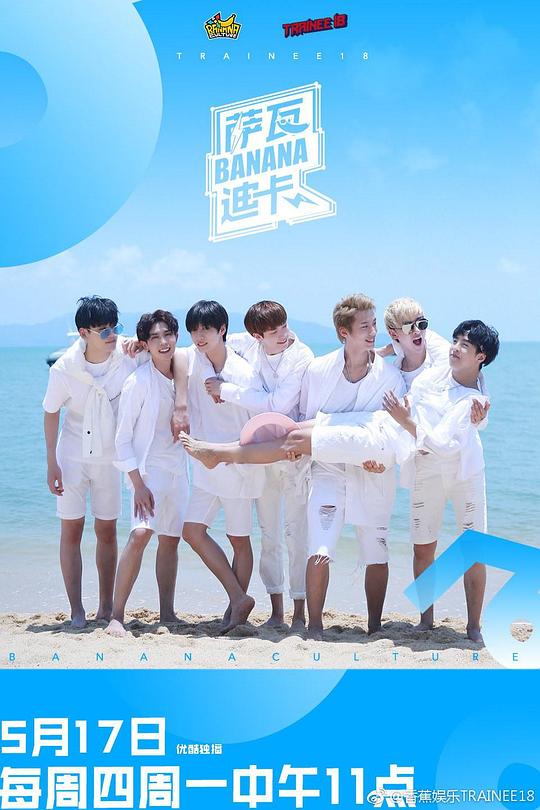 BANANA CULTURE
TRAINEE18
TRAINEE18
萨瓦
BANANA
迪卡
BANANACULTURE
5月17日 优酷独播
每周四周一中午11点
@香蕉娱乐TRAINEE18